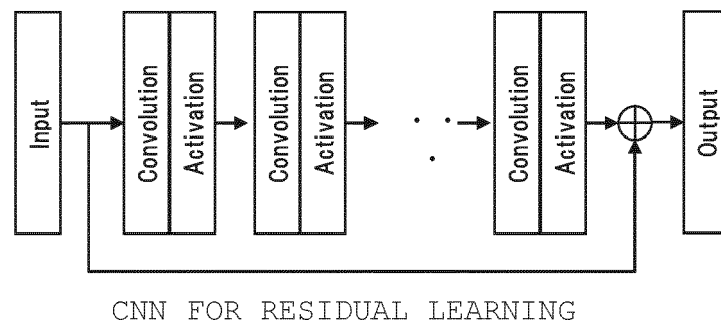 Input
Convolution
Activation
Convolution
Activation
Convolution
Activation
Output
CNN FOR RESIDUAL LEARNING